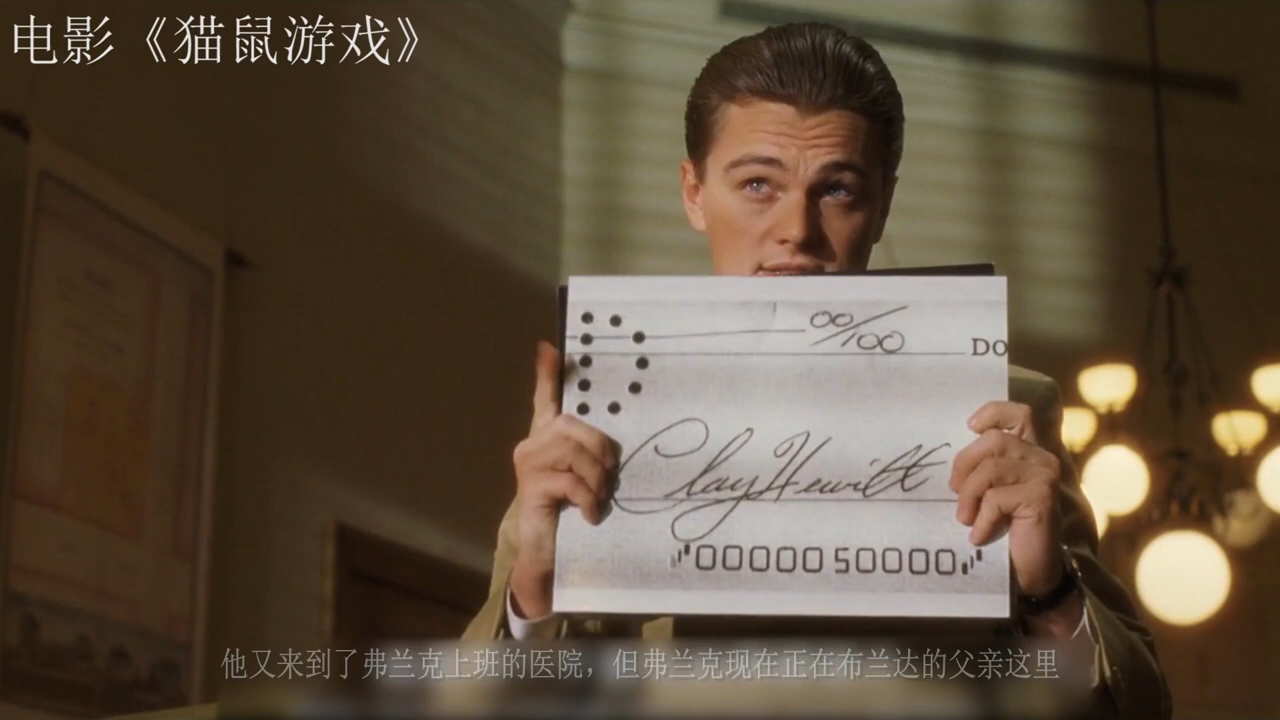 电影《猫鼠游戏》
00/100
DO
Clay Hewitt
"00000 50000"
他又来到了弗兰克上班的医院，但弗兰克现在正在布兰达的父亲这里